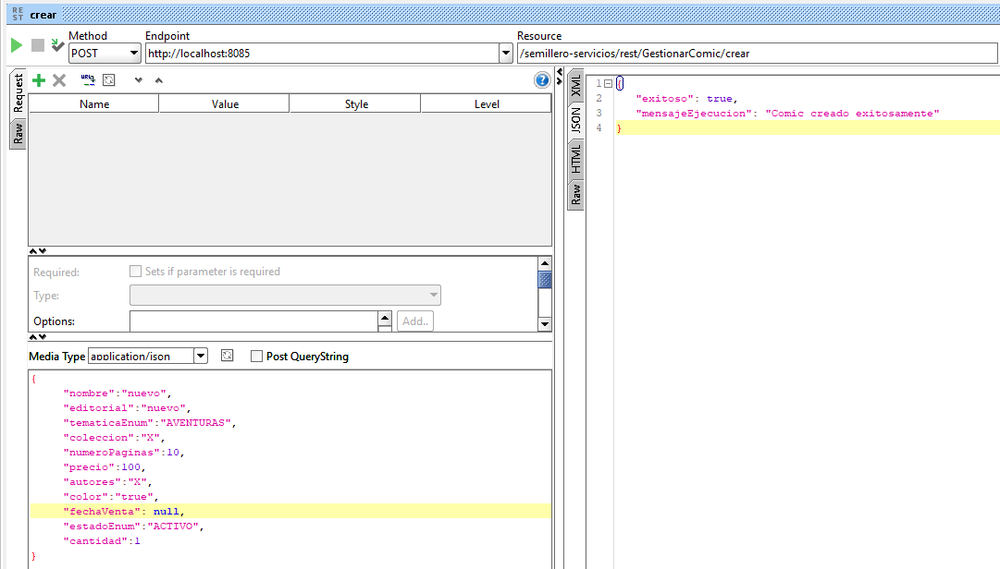 RE
ST crear
Method Endpoint Resource
POST http://localhost:8085 /semillero-servicios/rest/GestionarComic/crear
Request
Raw
Name Value Style Level
Required: Sets if parameter is required
Type:
Options: Add..
Media Type application/json Post QueryString
{
"nombre":"nuevo",
"editorial":"nuevo",
"tematicaEnum":"AVENTURAS",
"coleccion":"X",
"numeroPaginas":10,
"precio":100,
"autores":"X",
"color":"true",
"fechaVenta": null,
"estadoEnum":"ACTIVO",
"cantidad":1
}
XML
JSON
HTML
Raw
1 {
2 "exitoso": true,
3 "mensajeEjecucion": "Comic creado exitosamente"
4 }